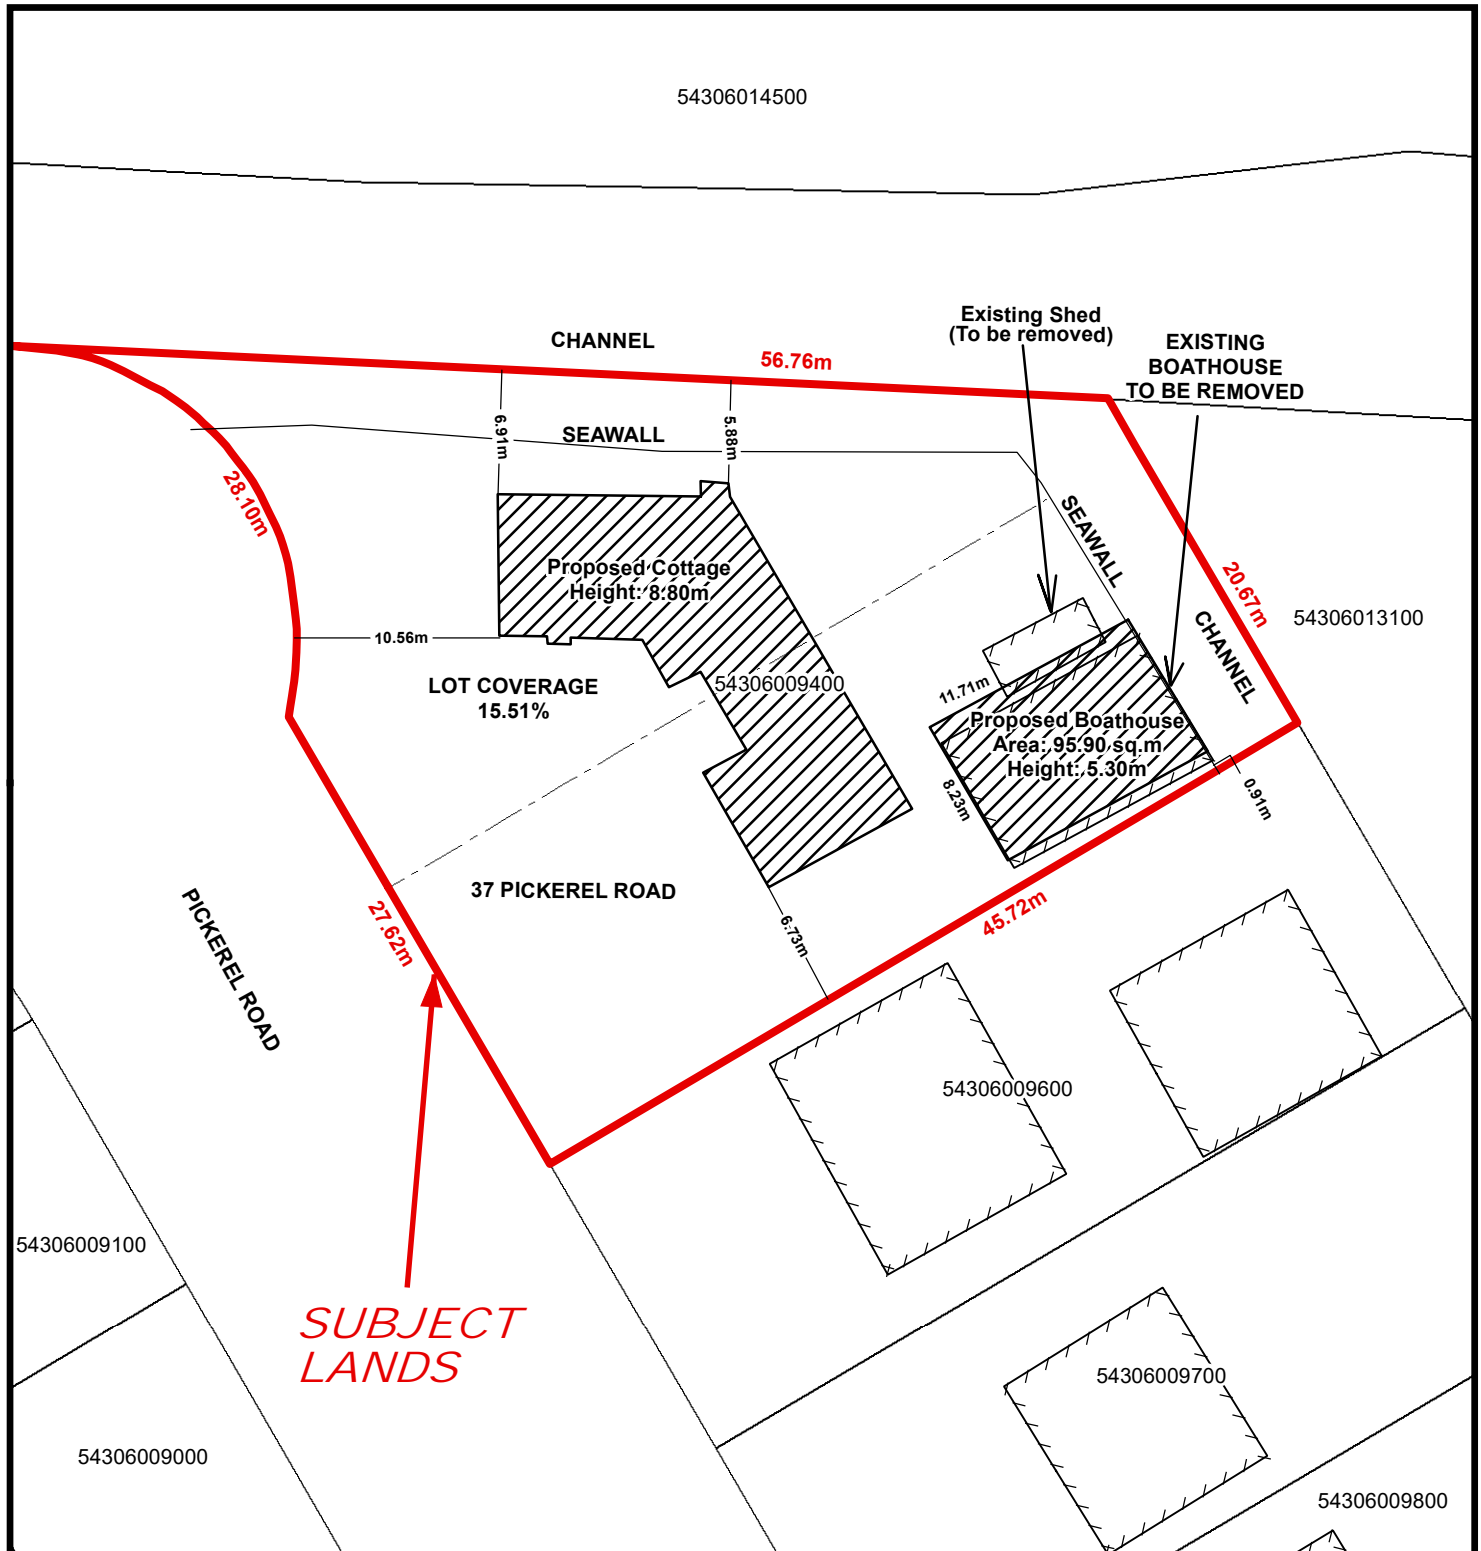 54306014500
Existing Shed
(To be removed)
EXISTING
BOATHOUSE
TO BE REMOVED
CHANNEL
56.76m
6.91m
5.88m
SEAWALL
28.10m
SEAWALL
Proposed Cottage
Height: 8.80m
20.67m
54306013100
10.56m
CHANNEL
LOT COVERAGE
15.51%
54306009400
11.71m
Proposed Boathouse
Area: 95.90 sq.m
Height: 5.30m
8.23m
0.91m
37 PICKEREL ROAD
27.62m
6.73m
45.72m
PICKEREL ROAD
54306009600
54306009100
SUBJECT
LANDS
54306009700
54306009000
54306009800